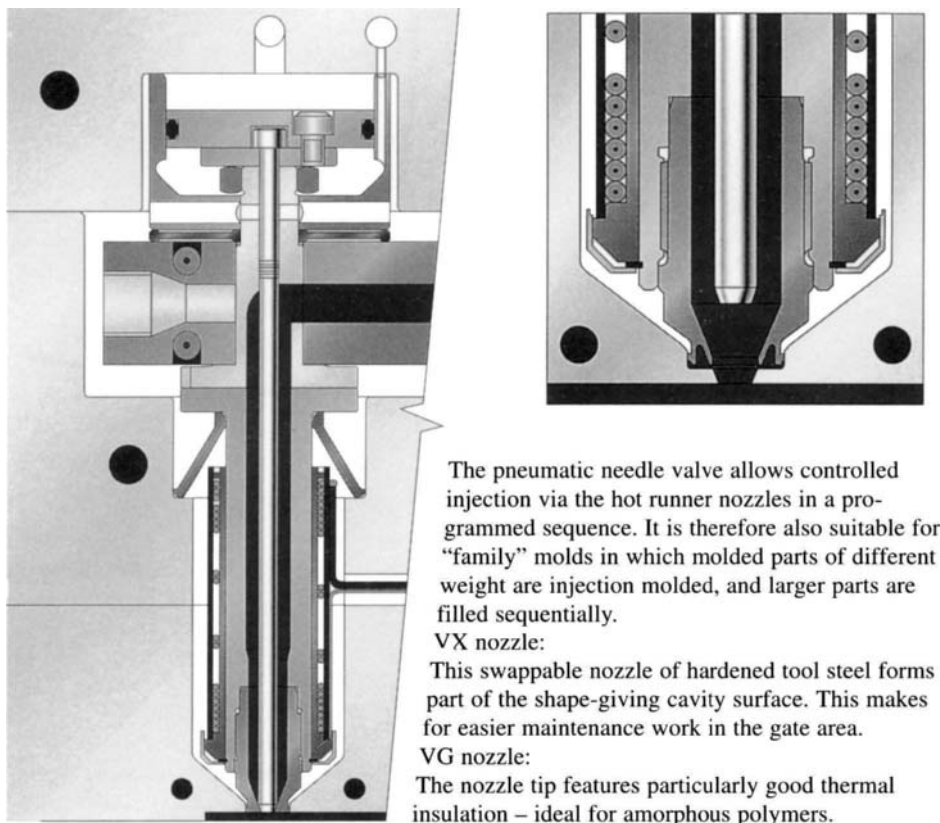 The pneumatic needle valve allows controlled
injection via the hot runner nozzles in a pro-
grammed sequence. It is therefore also suitable for
“family” molds in which molded parts of different
weight are injection molded, and larger parts are
filled sequentially.
VX nozzle:
This swappable nozzle of hardened tool steel forms
part of the shape-giving cavity surface. This makes
for easier maintenance work in the gate area.
VG nozzle:
The nozzle tip features particularly good thermal
insulation – ideal for amorphous polymers.